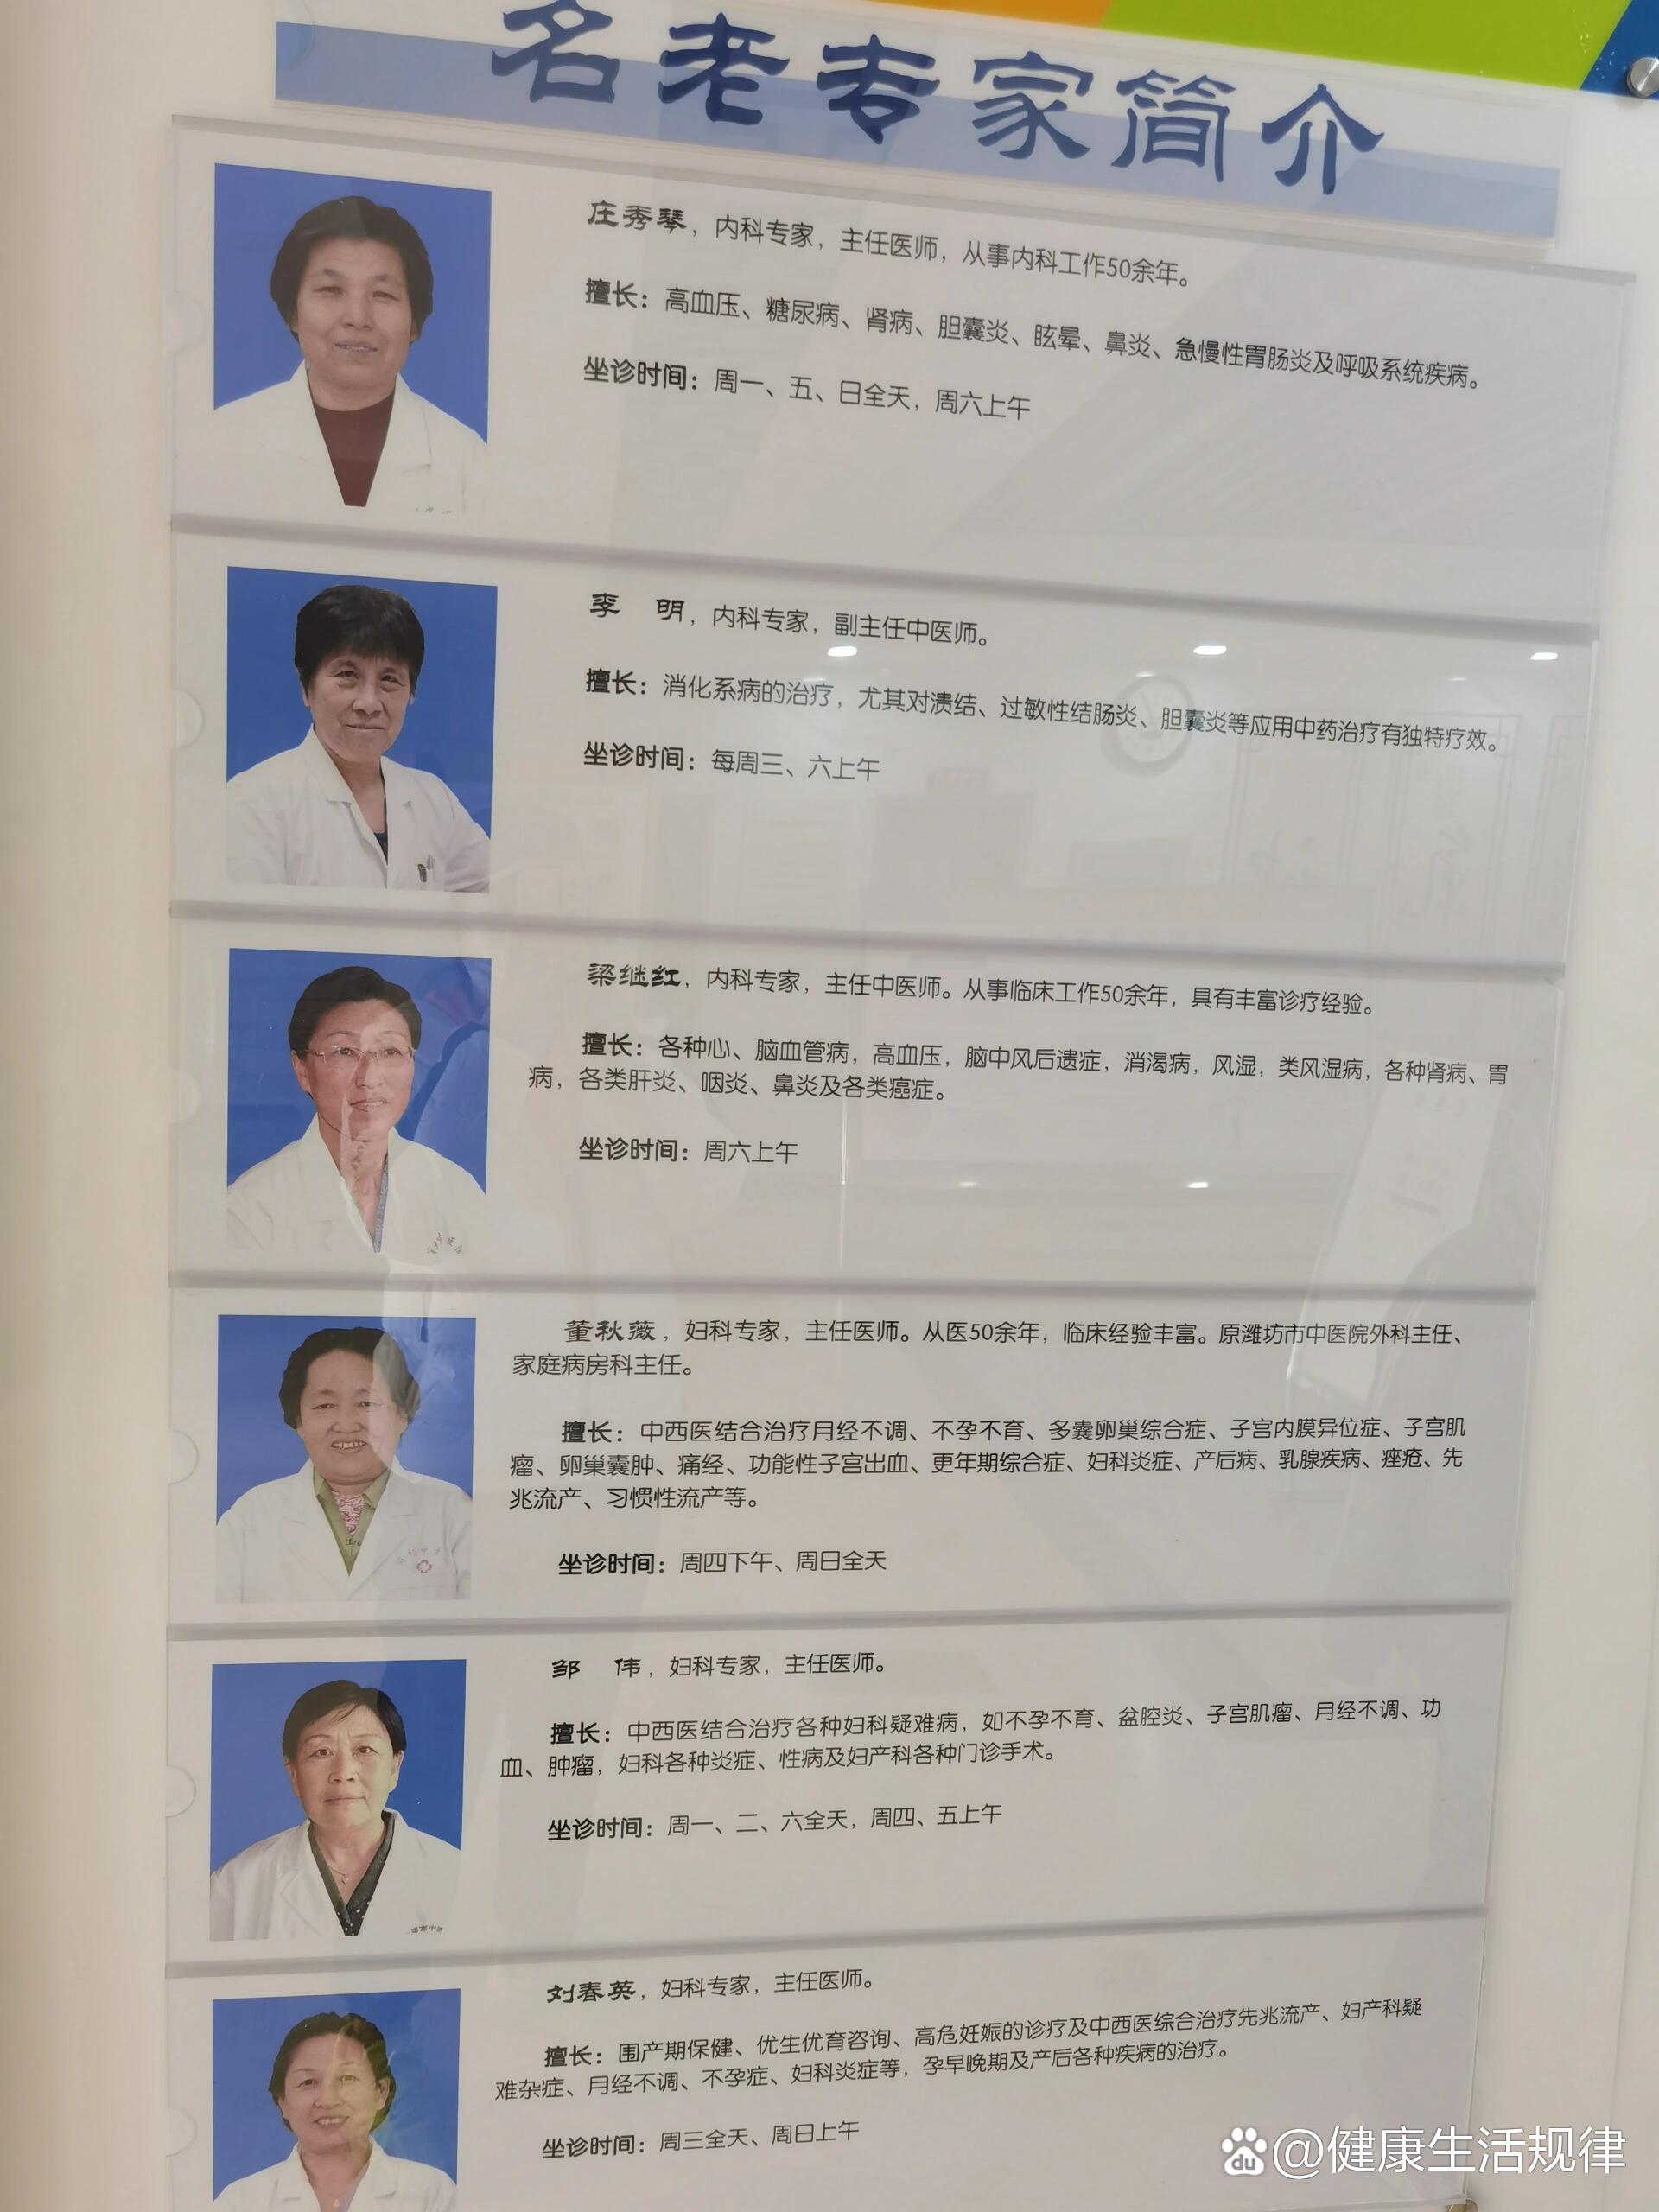 名老专家简介
庄秀琴，内科专家，主任医师，从事内科工作50余年。
擅长：高血压、糖尿病、肾病、胆囊炎、眩晕、鼻炎、急慢性胃肠炎及呼吸系统疾病。
坐诊时间：周一、五、日全天，周六上午
李　明，内科专家，副主任中医师。
擅长：消化系病的治疗，尤其对溃结、过敏性结肠炎、胆囊炎等应用中药治疗有独特疗效。
坐诊时间：每周三、六上午
梁继红，内科专家，主任中医师。从事临床工作50余年，具有丰富诊疗经验。
擅长：各种心、脑血管病，高血压，脑中风后遗症，消渴病，风湿，类风湿病，各种肾病、胃
病，各类肝炎、咽炎、鼻炎及各类癌症。
坐诊时间：周六上午
董秋薇，妇科专家，主任医师。从医50余年，临床经验丰富。原潍坊市中医院外科主任、
家庭病房科主任。
擅长：中西医结合治疗月经不调、不孕不育、多囊卵巢综合症、子宫内膜异位症、子宫肌
瘤、卵巢囊肿、痛经、功能性子宫出血、更年期综合症、妇科炎症、产后病、乳腺疾病、痤疮、先
兆流产、习惯性流产等。
坐诊时间：周四下午、周日全天
邹　伟，妇科专家，主任医师。
擅长：中西医结合治疗各种妇科疑难病，如不孕不育、盆腔炎、子宫肌瘤、月经不调、功
血、肿瘤，妇科各种炎症、性病及妇产科各种门诊手术。
坐诊时间：周一、二、六全天，周四、五上午
刘春英，妇科专家，主任医师。
擅长：围产期保健、优生优育咨询、高危妊娠的诊疗及中西医综合治疗先兆流产、妇产科疑
难杂症、月经不调、不孕症、妇科炎症等，孕早晚期及产后各种疾病的治疗。
坐诊时间：周三全天、周日上午
du @健康生活规律